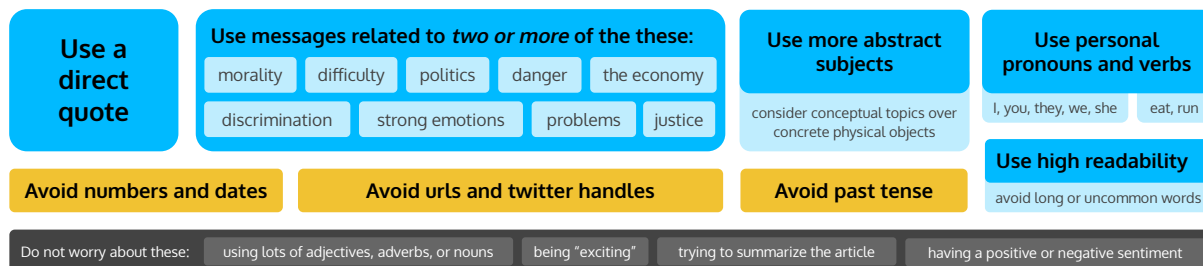 Use a
direct
quote
Use messages related to two or more of the these:
morality
difficulty
politics
danger
the economy
discrimination
strong emotions
problems
justice
Use more abstract
subjects
consider conceptual topics over
concrete physical objects
Use personal
pronouns and verbs
I, you, they, we, she
eat, run
Use high readability
avoid long or uncommon words
Avoid numbers and dates
Avoid urls and twitter handles
Avoid past tense
Do not worry about these:
using lots of adjectives, adverbs, or nouns
being “exciting”
trying to summarize the article
having a positive or negative sentiment